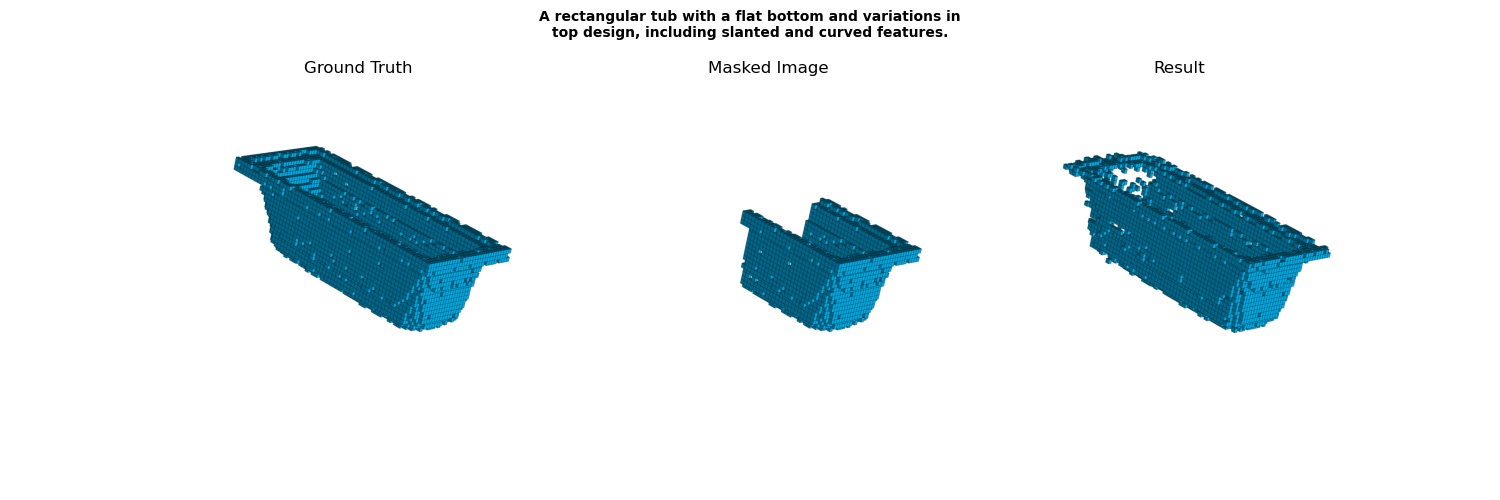 A rectangular tub with a flat bottom and variations in
top design, including slanted and curved features.
Ground Truth
Masked Image
Result